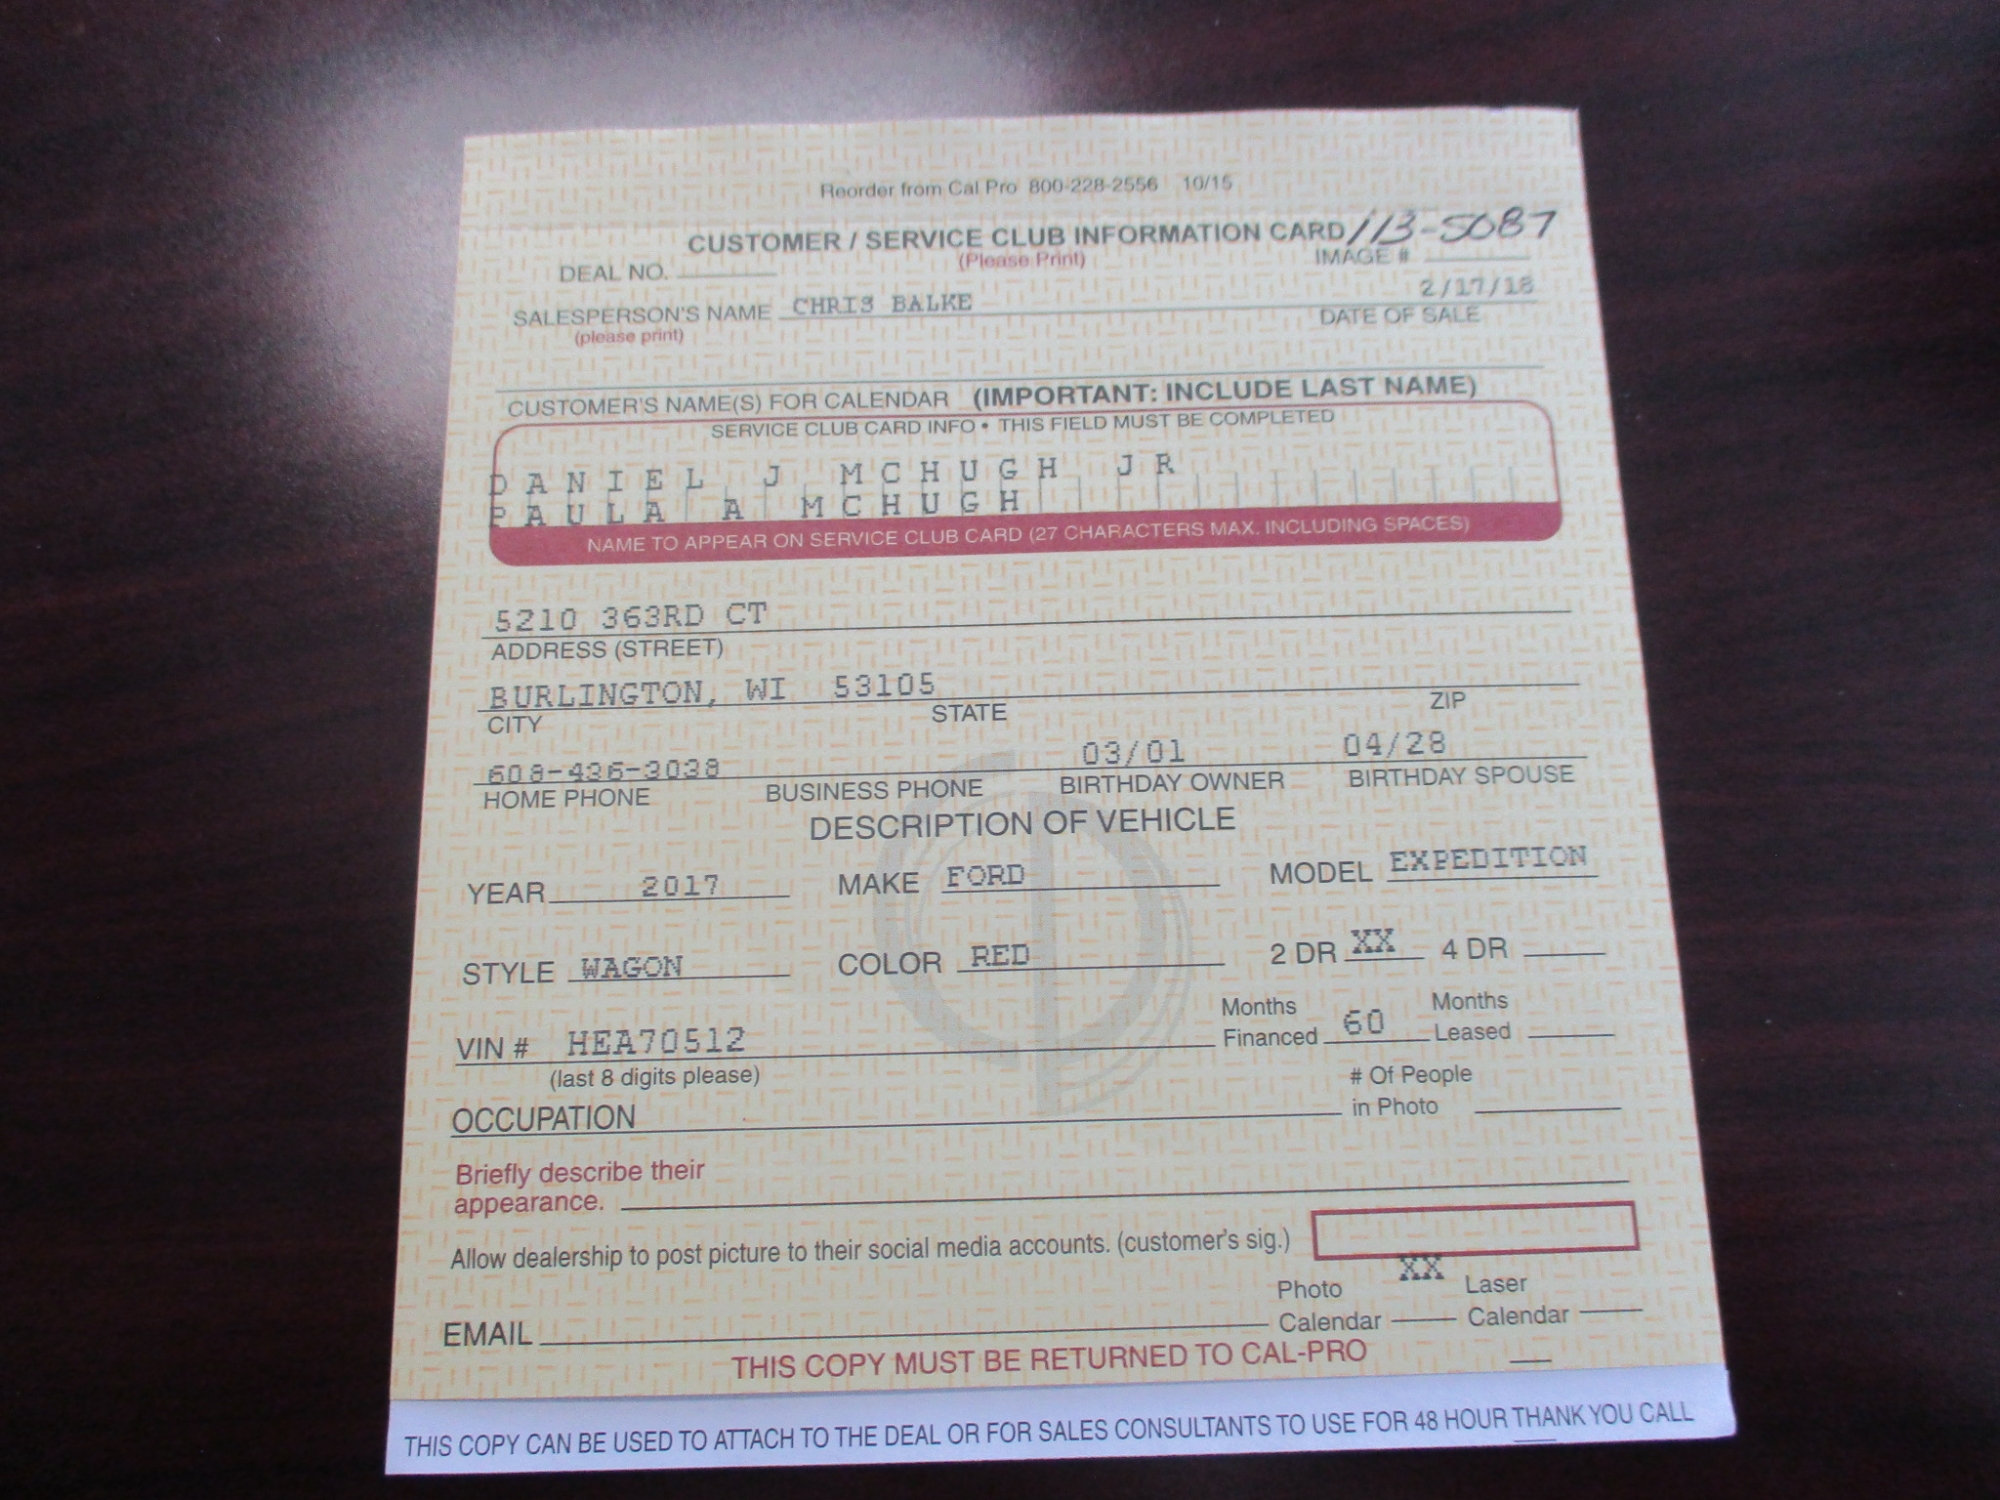 Reorder from Cal Pro 800-228-2556 10/15
CUSTOMER / SERVICE CLUB INFORMATION CARD 113-5087
DEAL NO. (Please Print) IMAGE #
2/17/18
SALESPERSON'S NAME CHRIS BALKE DATE OF SALE
(please print)
CUSTOMER'S NAME(S) FOR CALENDAR (IMPORTANT: INCLUDE LAST NAME)
SERVICE CLUB CARD INFO • THIS FIELD MUST BE COMPLETED
DANIEL J MCHUGH JR
PAULA A MCHUGH
NAME TO APPEAR ON SERVICE CLUB CARD (27 CHARACTERS MAX. INCLUDING SPACES)
5210 363RD CT
ADDRESS (STREET)
BURLINGTON, WI 53105
CITY STATE ZIP
608-436-3038 03/01 04/28
HOME PHONE BUSINESS PHONE BIRTHDAY OWNER BIRTHDAY SPOUSE
DESCRIPTION OF VEHICLE
YEAR 2017 MAKE FORD MODEL EXPEDITION
STYLE WAGON COLOR RED 2 DR XX 4 DR
Months Months
VIN # HEA70512 Financed 60 Leased
(last 8 digits please) # Of People
OCCUPATION in Photo
Briefly describe their
appearance.
Allow dealership to post picture to their social media accounts. (customer's sig.)
Photo XX Laser
EMAIL Calendar Calendar
THIS COPY MUST BE RETURNED TO CAL-PRO
THIS COPY CAN BE USED TO ATTACH TO THE DEAL OR FOR SALES CONSULTANTS TO USE FOR 48 HOUR THANK YOU CALL